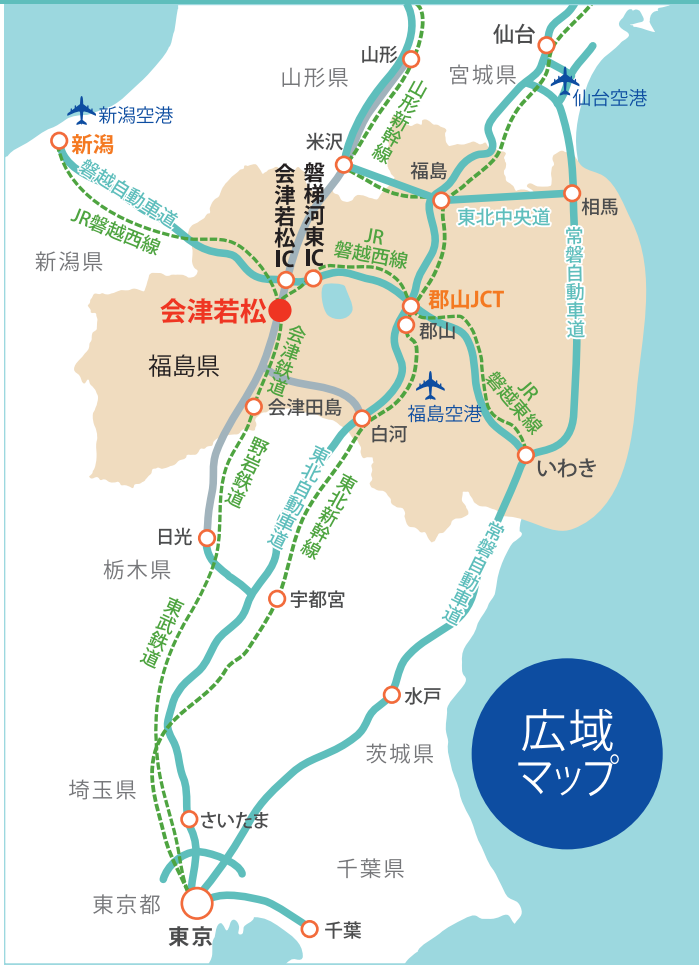 仙台
山形
山形県
宮城県
山形新幹線
仙台空港
新潟空港
新潟
米沢
福島
磐越自動車道
JR磐越西線
会津若松IC
磐梯河東IC
東北中央道
相馬
常磐自動車道
新潟県
JR
磐越西線
会津若松
郡山JCT
郡山
会津鉄道
福島県
JR
磐越東線
福島空港
会津田島
白河
いわき
野岩鉄道
東北自動車道
東北新幹線
日光
常磐自動車道
栃木県
宇都宮
東武鉄道
水戸
広域
マップ
茨城県
埼玉県
さいたま
千葉県
東京都
東京
千葉